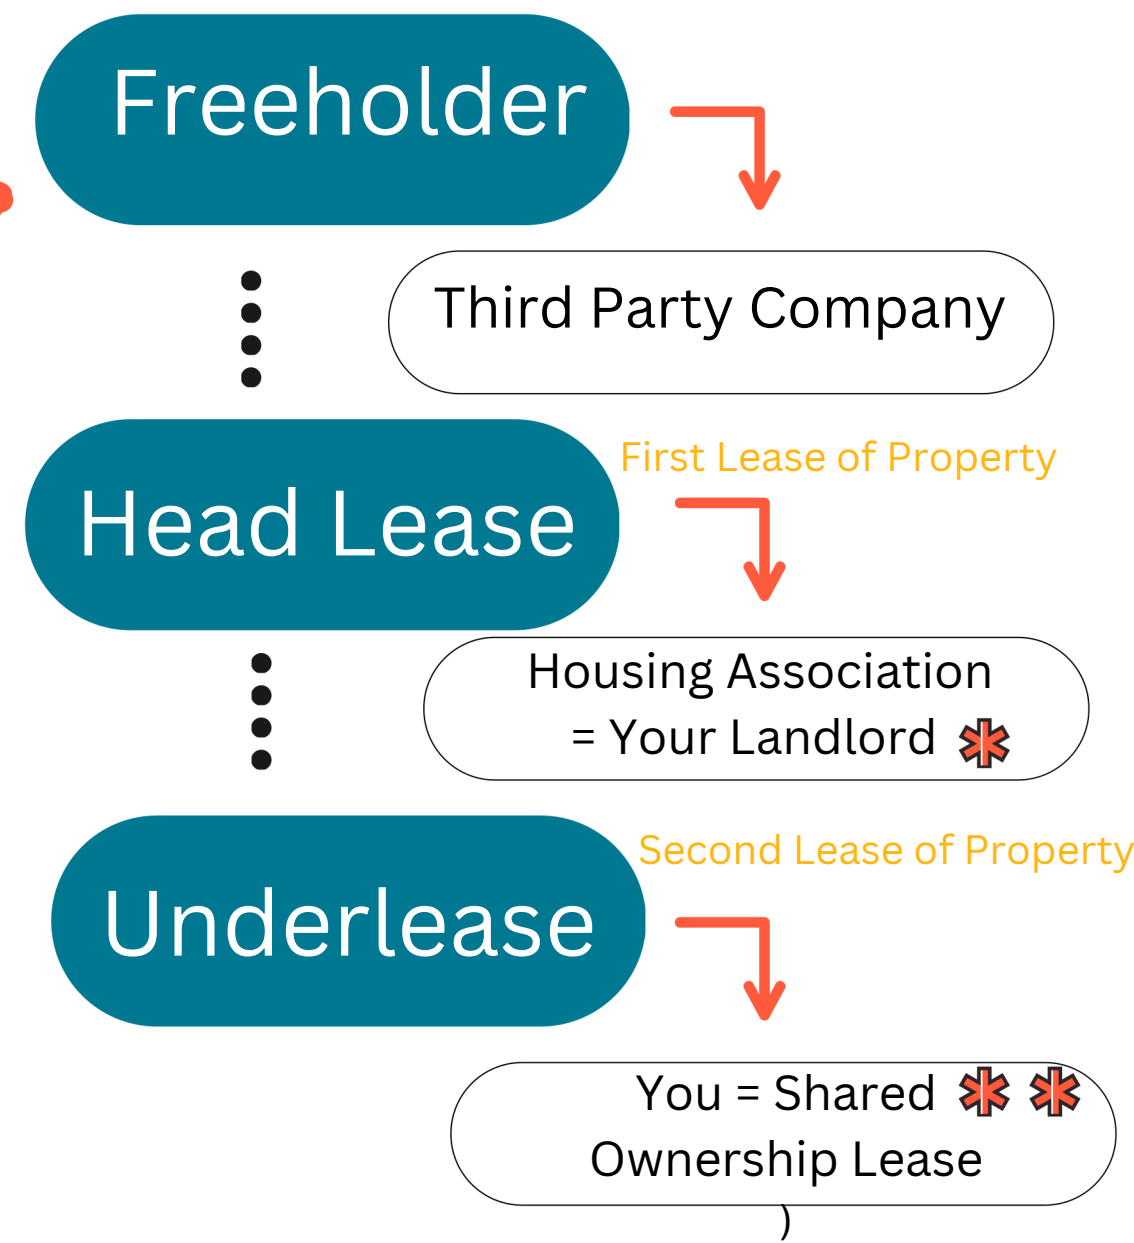 Freeholder
Third Party Company
First Lease of Property
Head Lease
Housing Association
= Your Landlord *
Second Lease of Property
Underlease
You = Shared * *
Ownership Lease
)